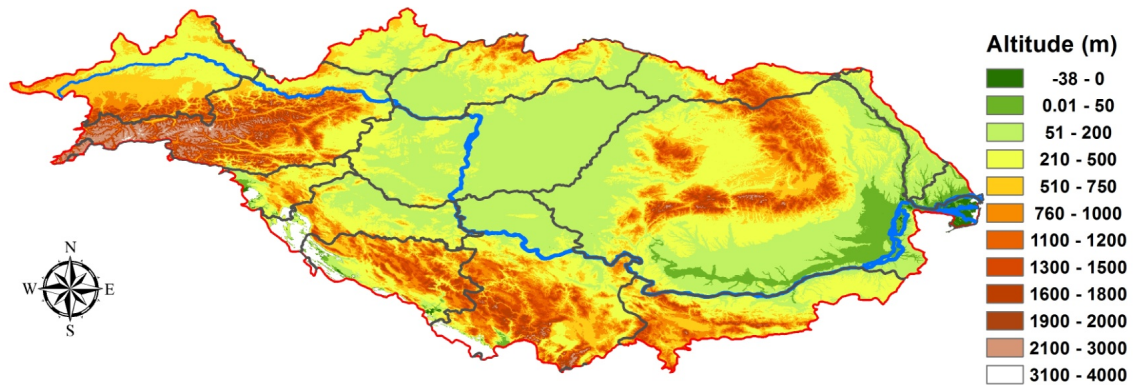 Altitude (m)
-38 - 0
0.01 - 50
51 - 200
210 - 500
510 - 750
760 - 1000
1100 - 1200
1300 - 1500
1600 - 1800
1900 - 2000
2100 - 3000
3100 - 4000
N
W E
S